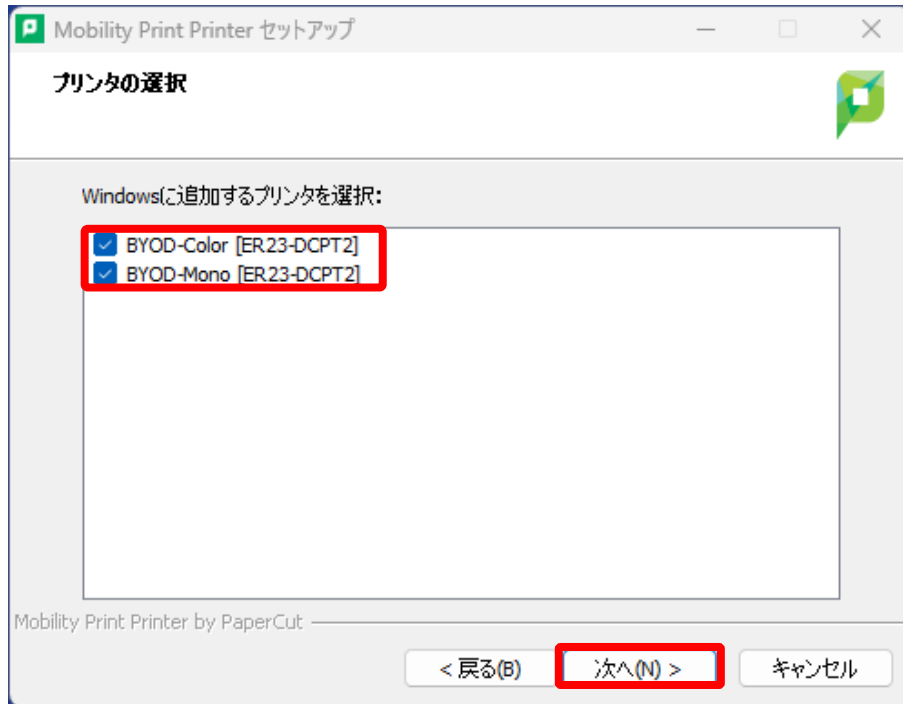 Mobility Print Printer セットアップ
プリンタの選択
Windowsに追加するプリンタを選択:
BYOD-Color [ER23-DCPT2]
BYOD-Mono [ER23-DCPT2]
Mobility Print Printer by PaperCut
< 戻る(B)
次へ(N) >
キャンセル